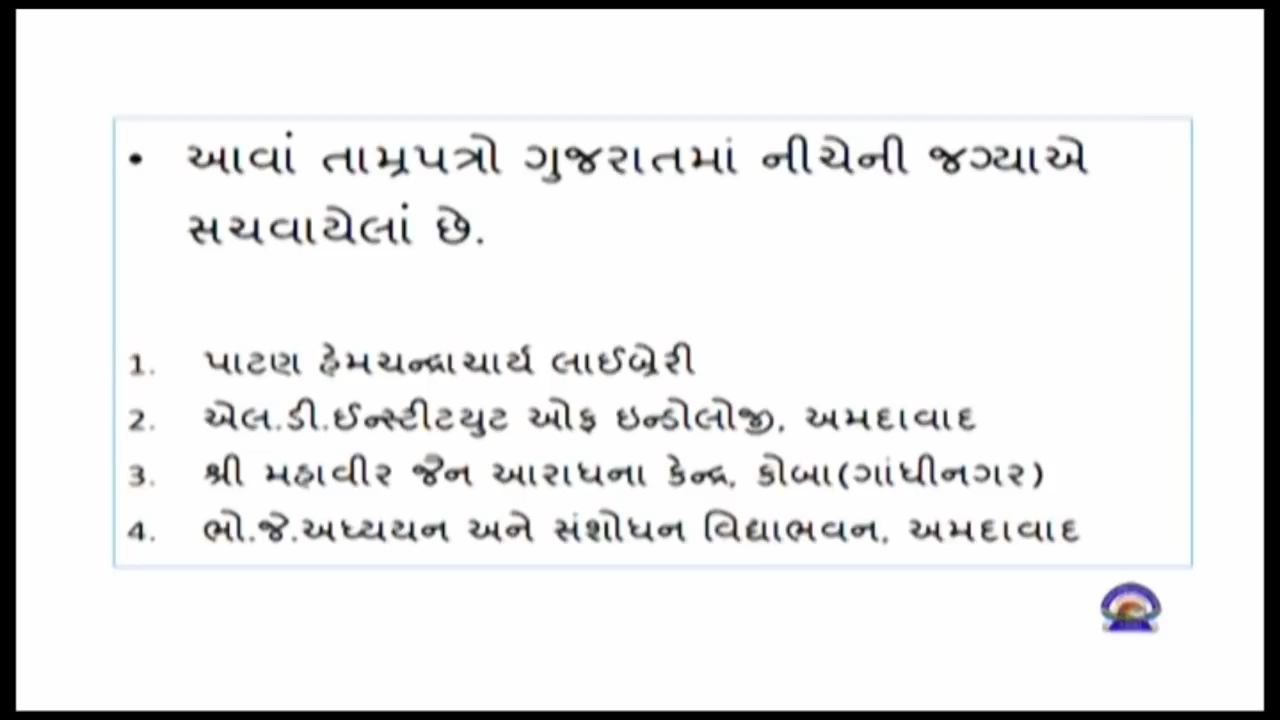 • આવાં તામ્રપત્રો ગુજરાતમાં નીચેની જગ્યાએ
સચવાયેલાં છે.
1. પાટણ હેમચન્દ્રાચાર્ય લાઈબ્રેરી
2. એલ.ડી.ઈન્સ્ટીટયુટ ઓફ ઇન્ડોલોજી, અમદાવાદ
3. શ્રી મહાવીર જૈન આરાધના કેન્દ્ર, કોબા(ગાંધીનગર)
4. ભો.જે.અધ્યયન અને સંશોધન વિદ્યાભવન, અમદાવાદ